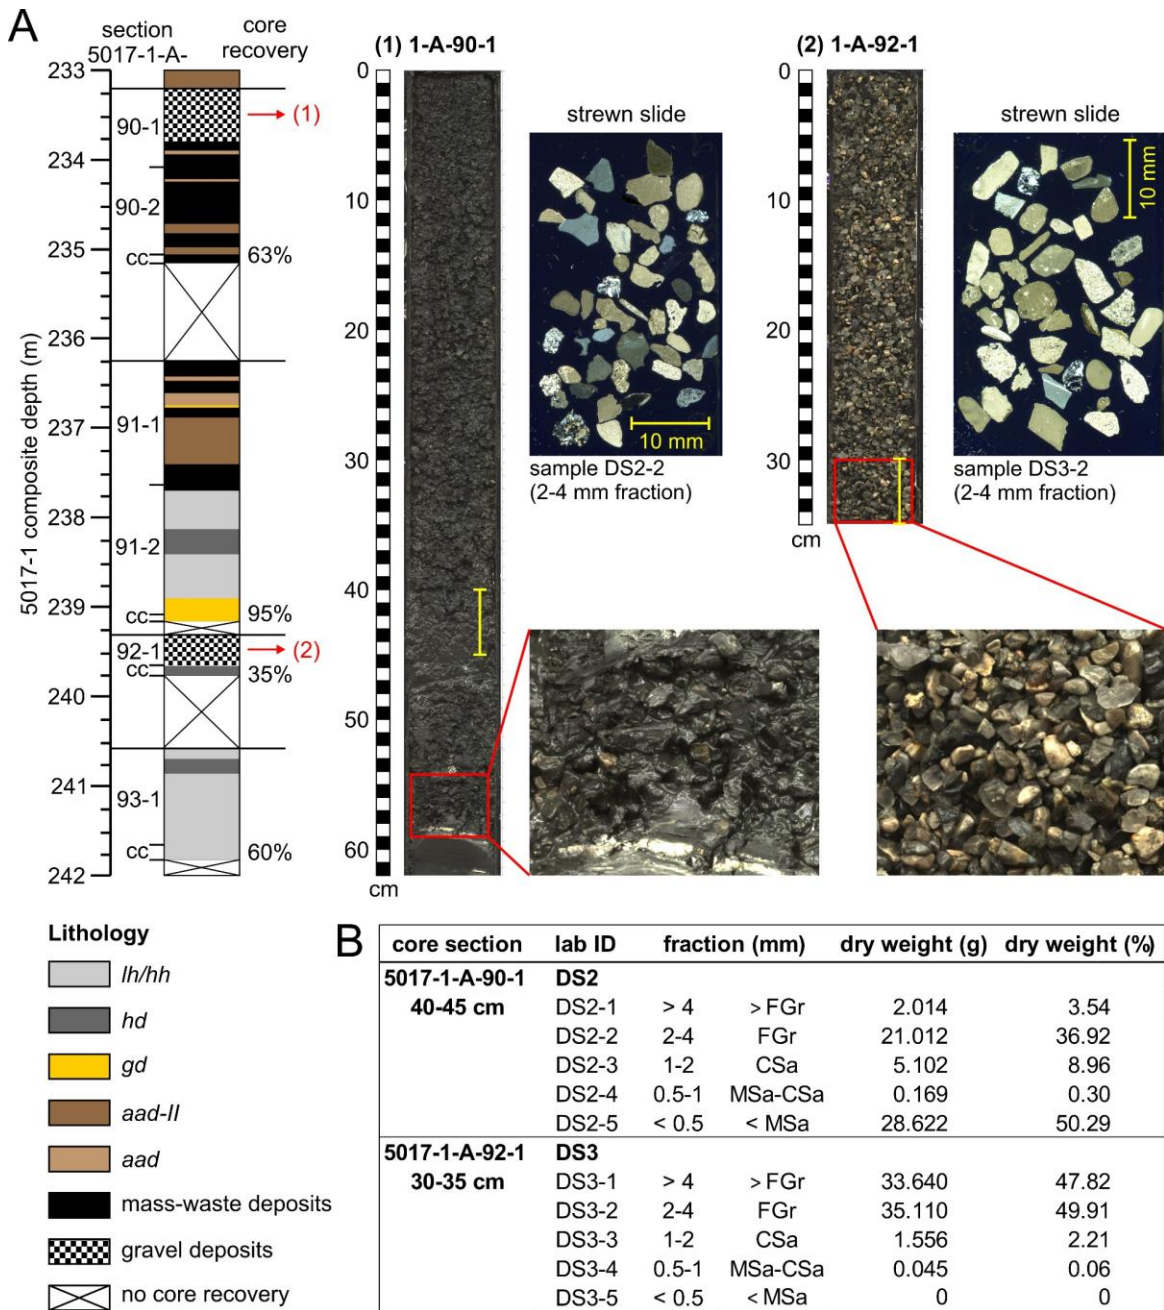 A
section
5017-1-A-
core
recovery
233
234
235
236
237
238
239
240
241
242
5017-1 composite depth (m)
90-1
90-2
cc
91-1
91-2
cc
92-1
cc
93-1
cc
(1)
63%
95%
(2)
35%
60%
(1) 1-A-90-1
0
10
20
30
40
50
60
cm
strewn slide
10 mm
sample DS2-2
(2-4 mm fraction)
(2) 1-A-92-1
0
10
20
30
cm
strewn slide
10 mm
sample DS3-2
(2-4 mm fraction)
Lithology
lh/hh
hd
gd
aad-II
aad
mass-waste deposits
gravel deposits
no core recovery
B
core section lab ID fraction (mm) dry weight (g) dry weight (%)
5017-1-A-90-1 DS2
40-45 cm DS2-1 > 4 > FGr 2.014 3.54
DS2-2 2-4 FGr 21.012 36.92
DS2-3 1-2 CSa 5.102 8.96
DS2-4 0.5-1 MSa-CSa 0.169 0.30
DS2-5 < 0.5 < MSa 28.622 50.29
5017-1-A-92-1 DS3
30-35 cm DS3-1 > 4 > FGr 33.640 47.82
DS3-2 2-4 FGr 35.110 49.91
DS3-3 1-2 CSa 1.556 2.21
DS3-4 0.5-1 MSa-CSa 0.045 0.06
DS3-5 < 0.5 < MSa 0 0